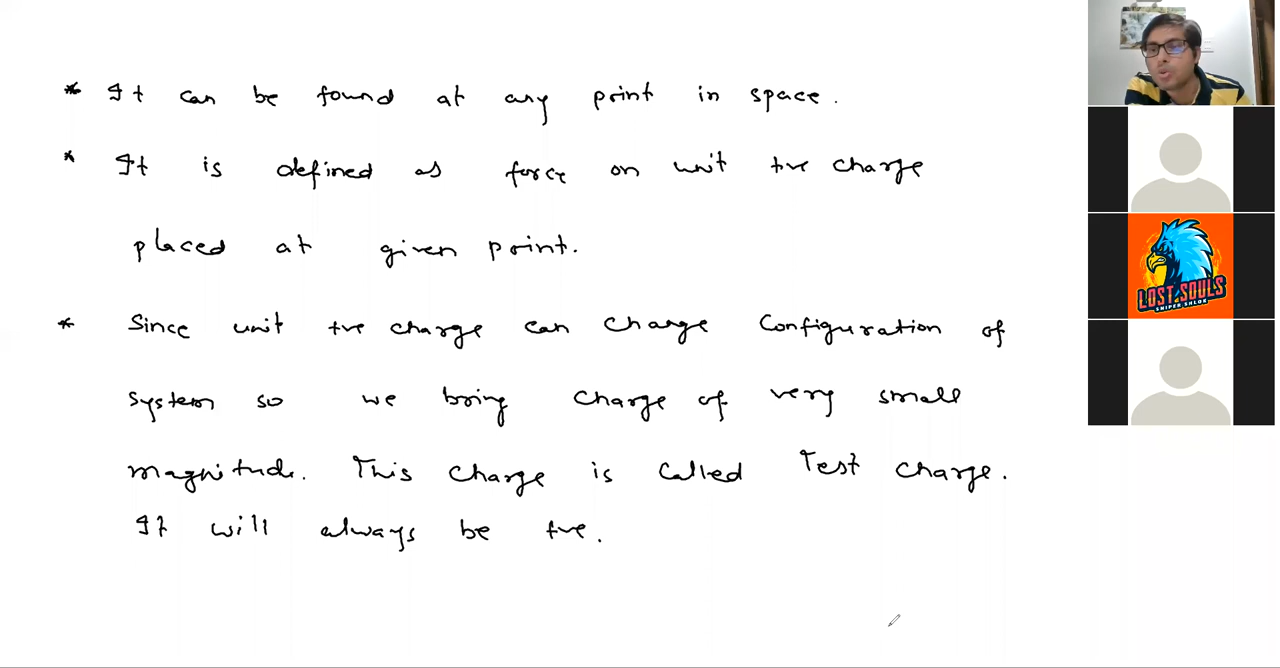 * It can be found at any point in space.
* It is defined as force on unit +ve charge
placed at given point.
* Since unit +ve charge can change configuration of
system so we bring charge of very small
magnitude. This charge is called Test charge.
It will always be +ve.
LOST SOULS
SNIPER SHLOK